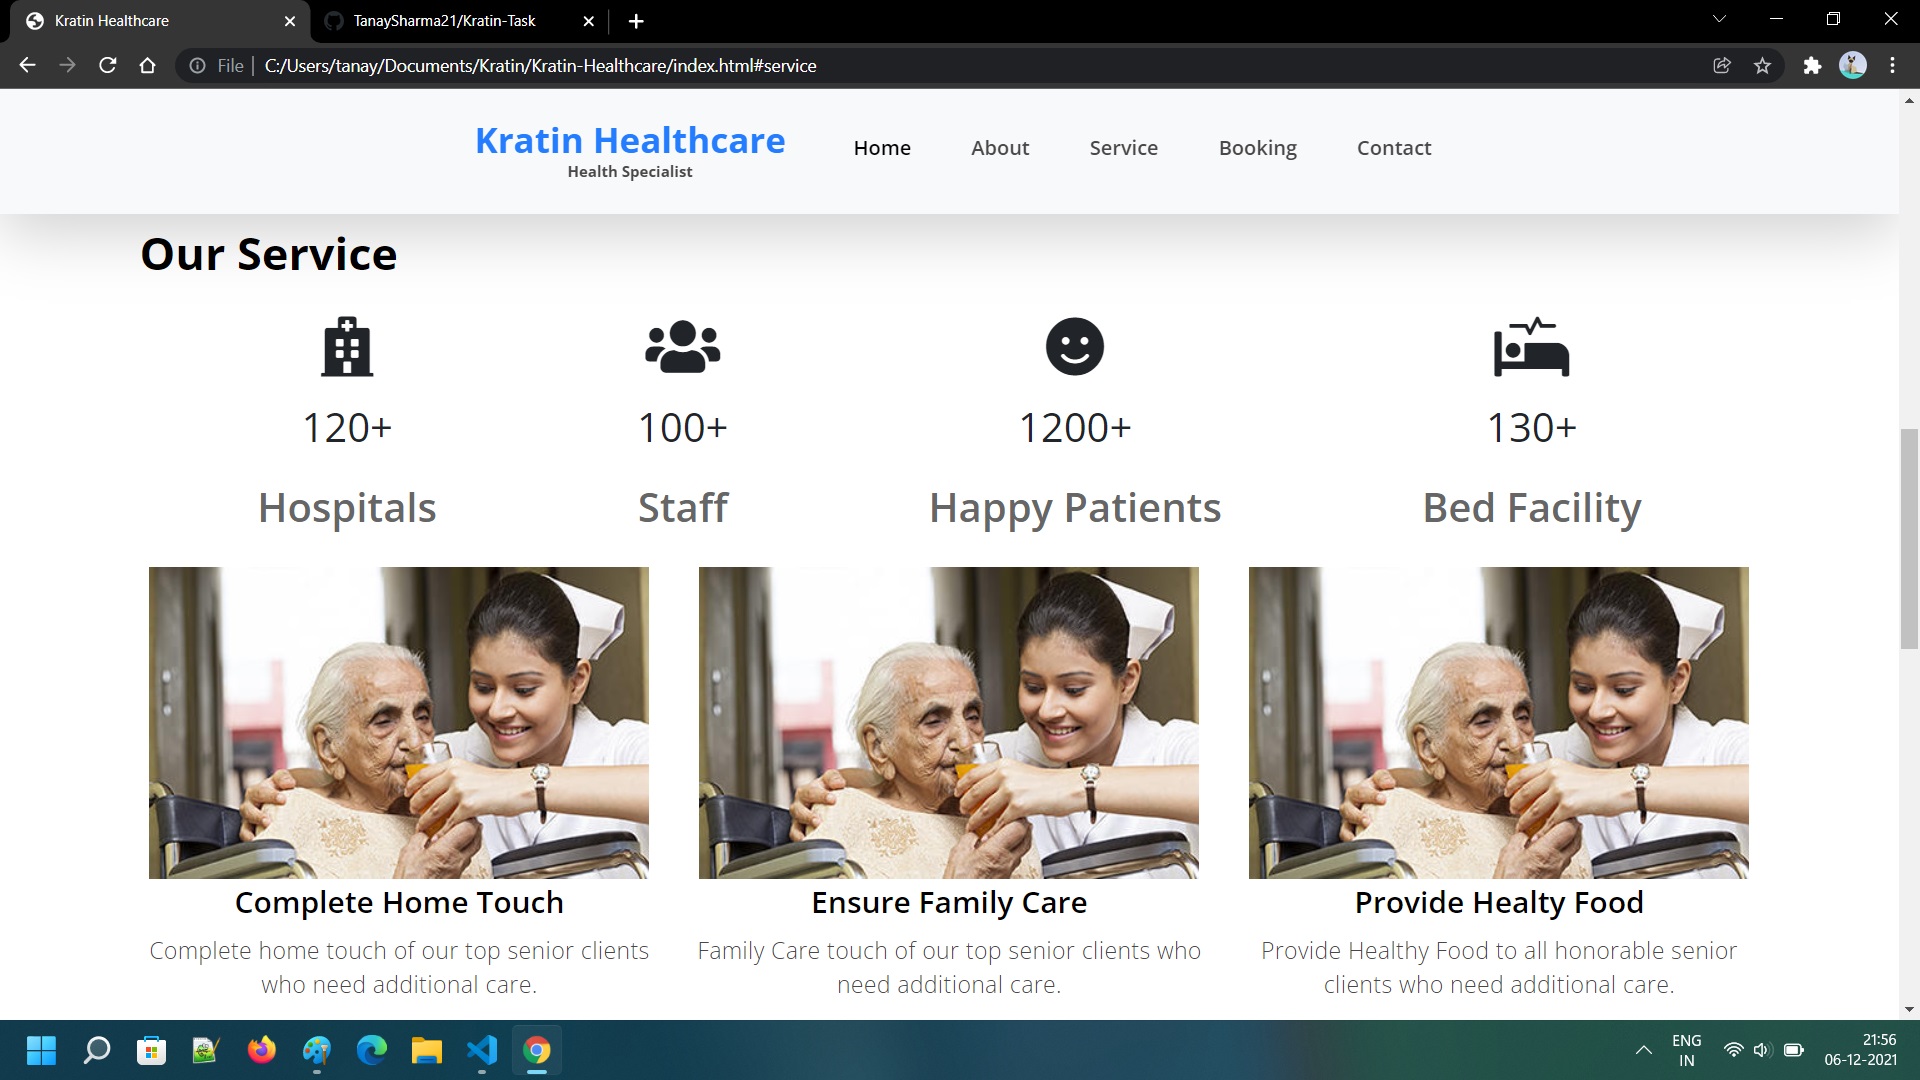 Kratin Healthcare
TanaySharma21/Kratin-Task
File
C:/Users/tanay/Documents/Kratin/Kratin-Healthcare/index.html#service
Kratin Healthcare
Health Specialist
Home
About
Service
Booking
Contact
Our Service
120+
100+
1200+
130+
Hospitals
Staff
Happy Patients
Bed Facility
Complete Home Touch
Complete home touch of our top senior clients
who need additional care.
Ensure Family Care
Family Care touch of our top senior clients who
need additional care.
Provide Healty Food
Provide Healthy Food to all honorable senior
clients who need additional care.
ENG
IN
21:56
06-12-2021